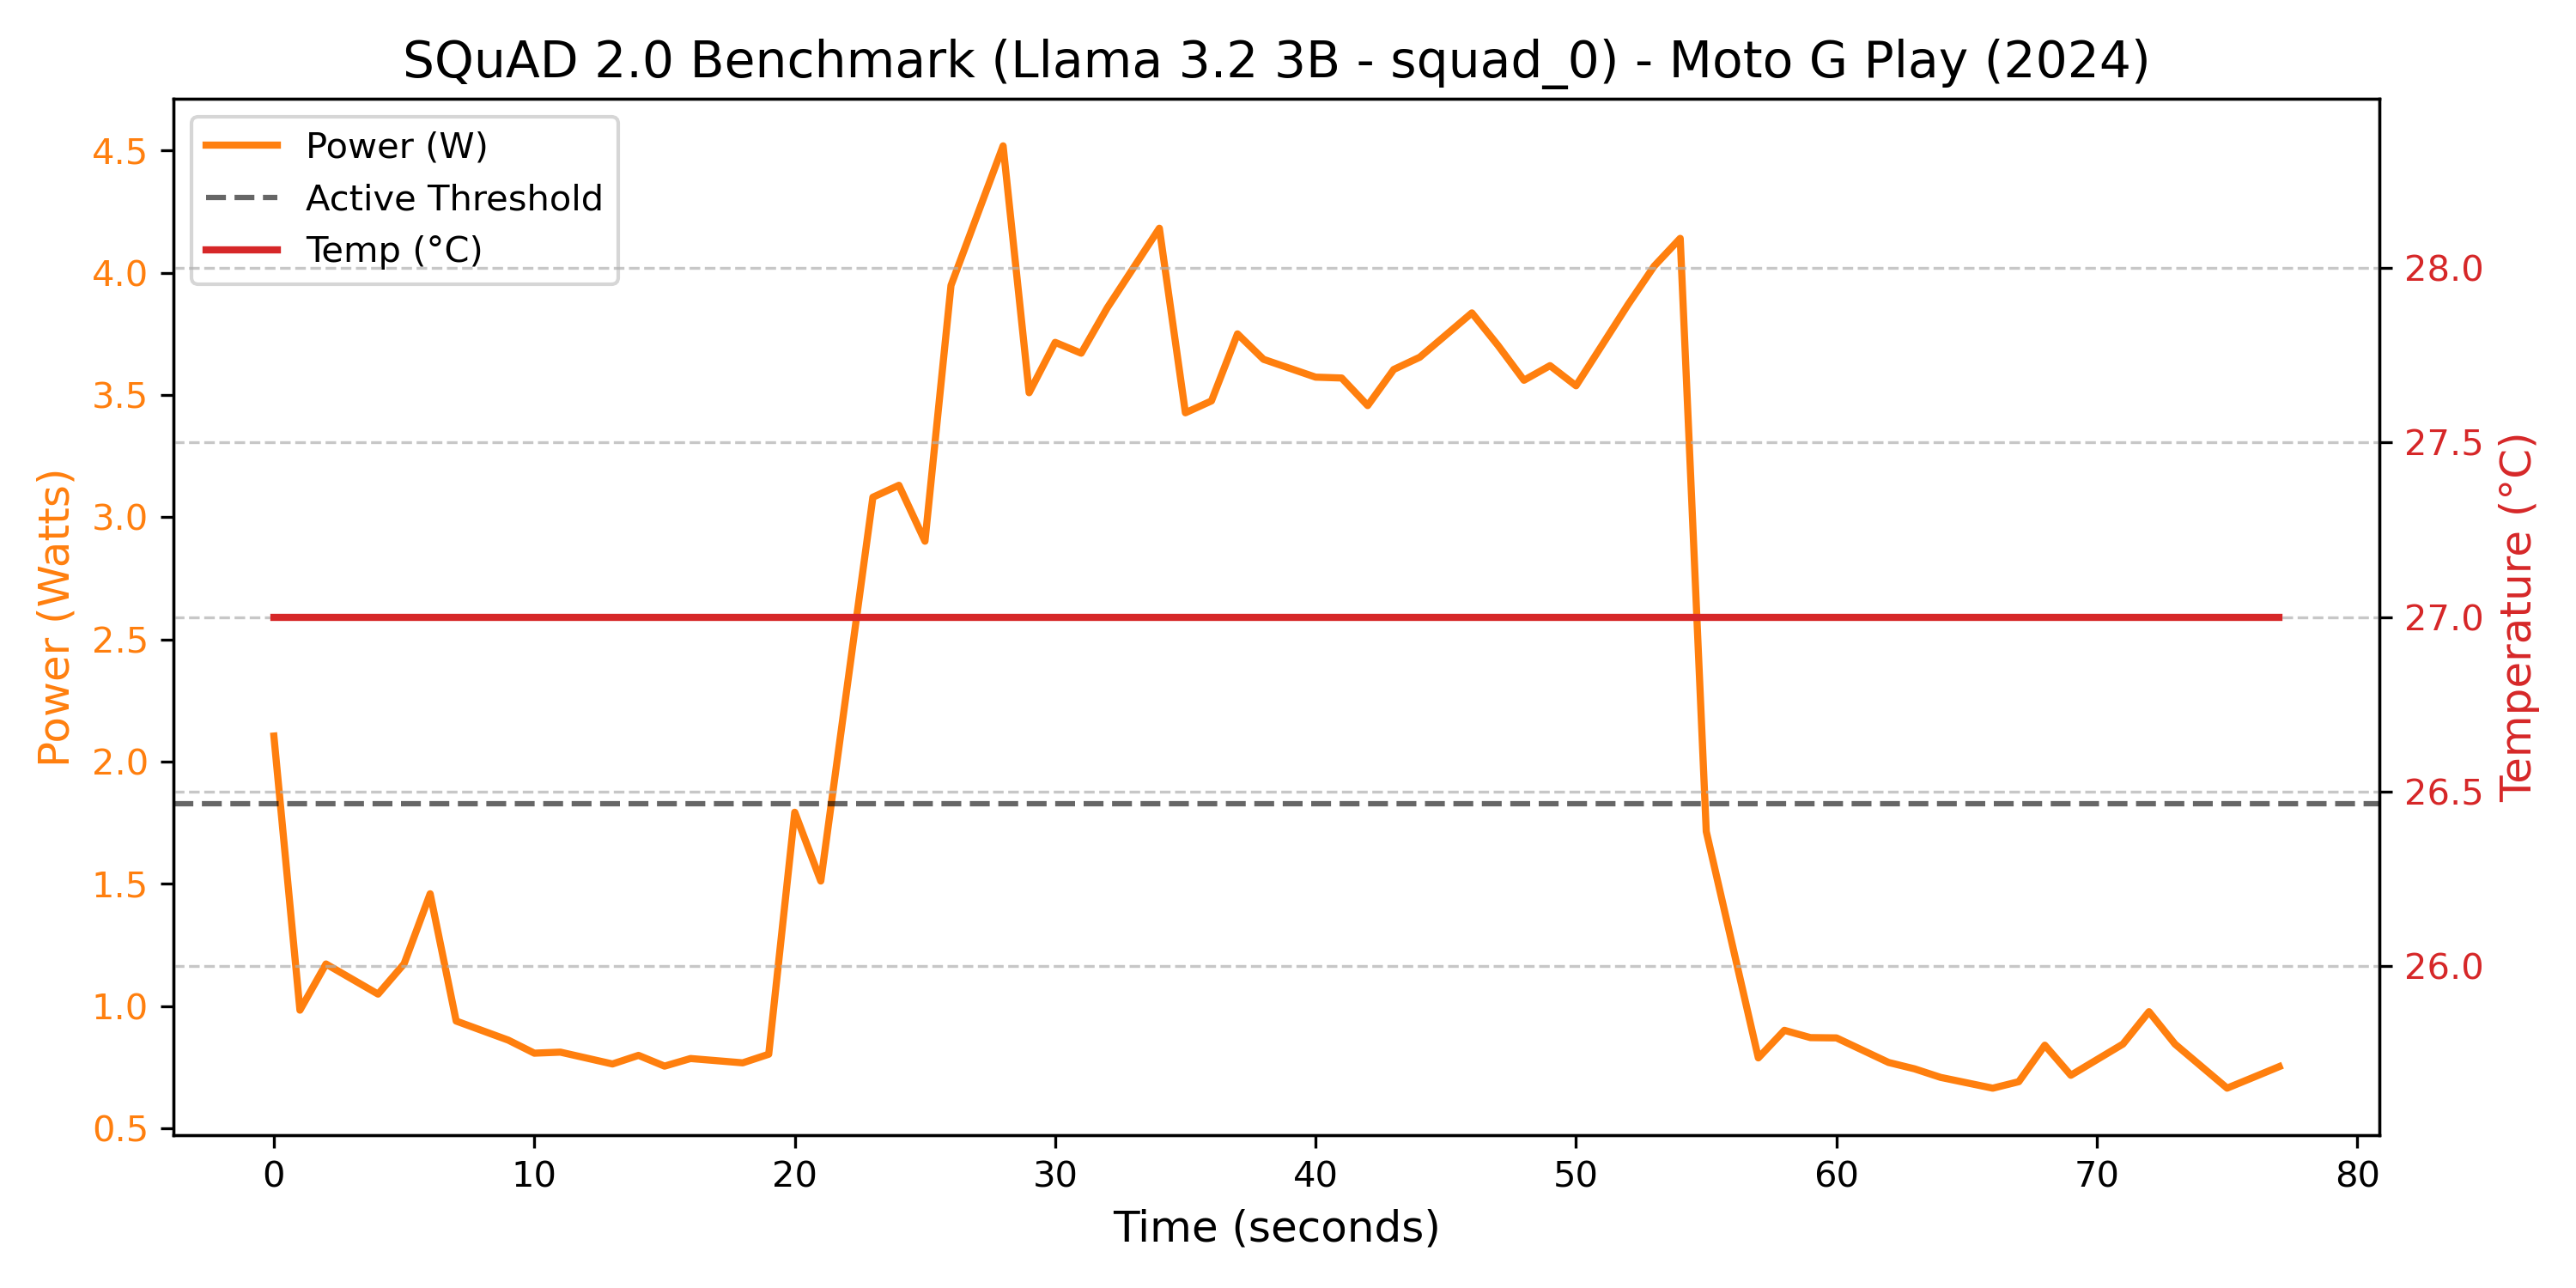 SQuAD 2.0 Benchmark (Llama 3.2 3B - squad_0) - Moto G Play (2024)
Power (W)
Active Threshold
Temp (°C)
4.5
4.0
3.5
3.0
2.5
2.0
1.5
1.0
0.5
Power (Watts)
28.0
27.5
27.0
26.5
26.0
Temperature (°C)
0 10 20 30 40 50 60 70 80
Time (seconds)